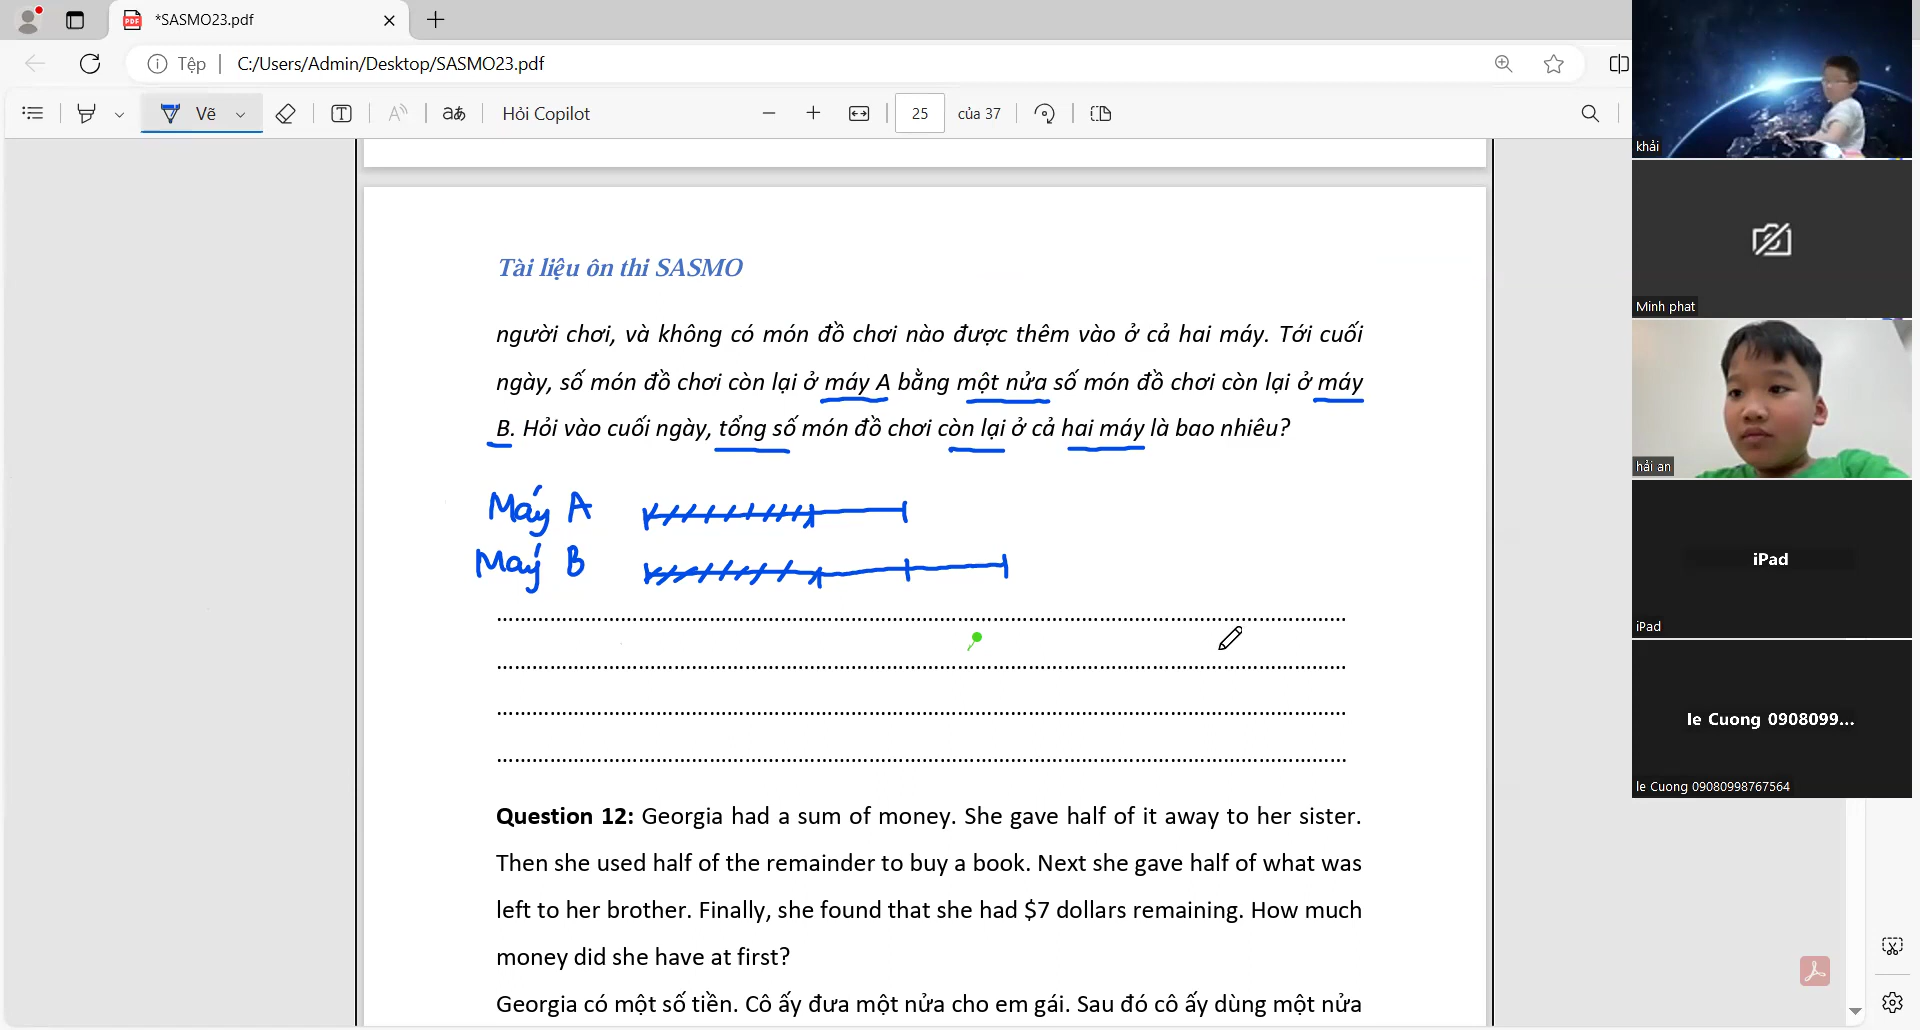 *SASMO23.pdf
Tệp
C:/Users/Admin/Desktop/SASMO23.pdf
Vẽ
T
A
aあ
Hỏi Copilot
25
của 37
Tài liệu ôn thi SASMO
người chơi, và không có món đồ chơi nào được thêm vào ở cả hai máy. Tới cuối
ngày, số món đồ chơi còn lại ở máy A bằng một nửa số món đồ chơi còn lại ở máy
B. Hỏi vào cuối ngày, tổng số món đồ chơi còn lại ở cả hai máy là bao nhiêu?
Máy A
Máy B
Question 12: Georgia had a sum of money. She gave half of it away to her sister.
Then she used half of the remainder to buy a book. Next she gave half of what was
left to her brother. Finally, she found that she had $7 dollars remaining. How much
money did she have at first?
Georgia có một số tiền. Cô ấy đưa một nửa cho em gái. Sau đó cô ấy dùng một nửa
khải
Minh phat
hải an
iPad
iPad
le Cuong 0908099...
le Cuong 09080998767564